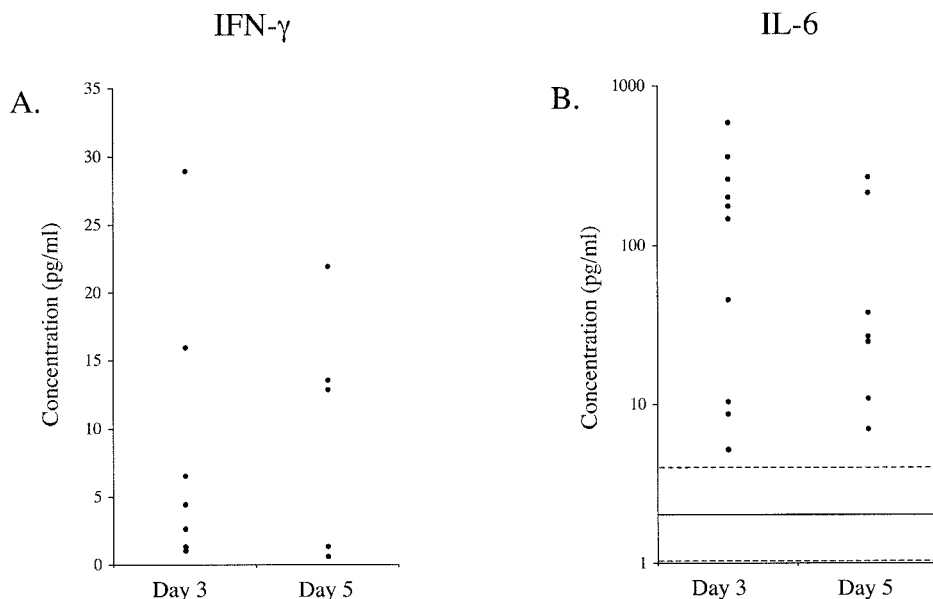 IFN-γ
IL-6
A.
35
30
25
20
15
10
5
0
Concentration (pg/ml)
Day 3 Day 5
B.
1000
100
10
1
Concentration (pg/ml)
Day 3 Day 5